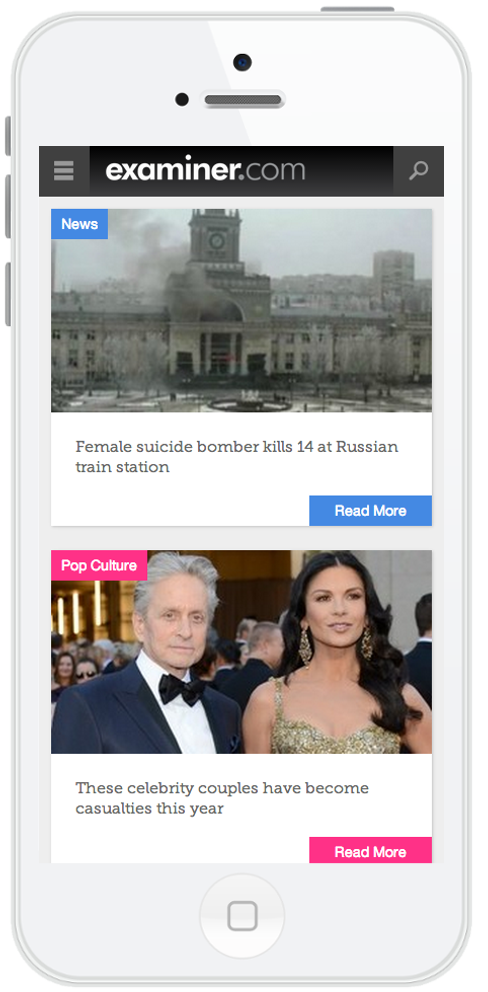 examiner.com
News
Female suicide bomber kills 14 at Russian
train station
Read More
Pop Culture
These celebrity couples have become
casualties this year
Read More